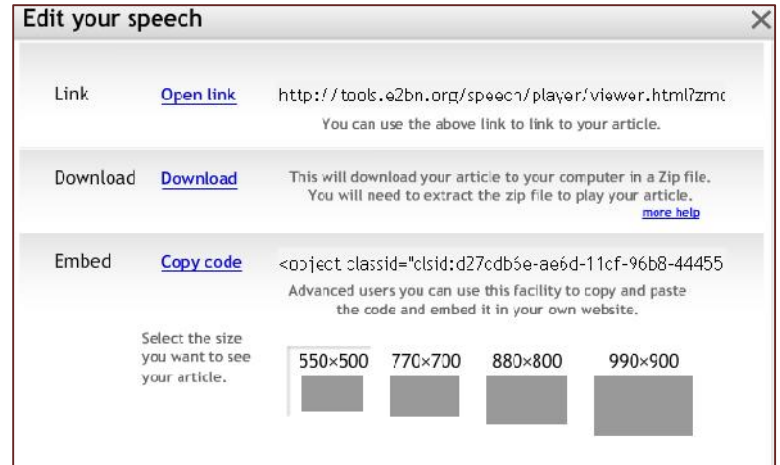 Edit your speech
Link Open link http://tools.e2bn.org/speech/player/viewer.html?zmc
You can use the above link to link to your article.
Download Download This will download your article to your computer in a Zip file.
You will need to extract the zip file to play your article.
more help
Embed Copy code <object classid="clsid:d27cdb6e-ae6d-11cf-96b8-44455
Advanced users you can use this facility to copy and paste
the code and embed it in your own website.
Select the size
you want to see
your article.
550×500 770×700 880×800 990×900